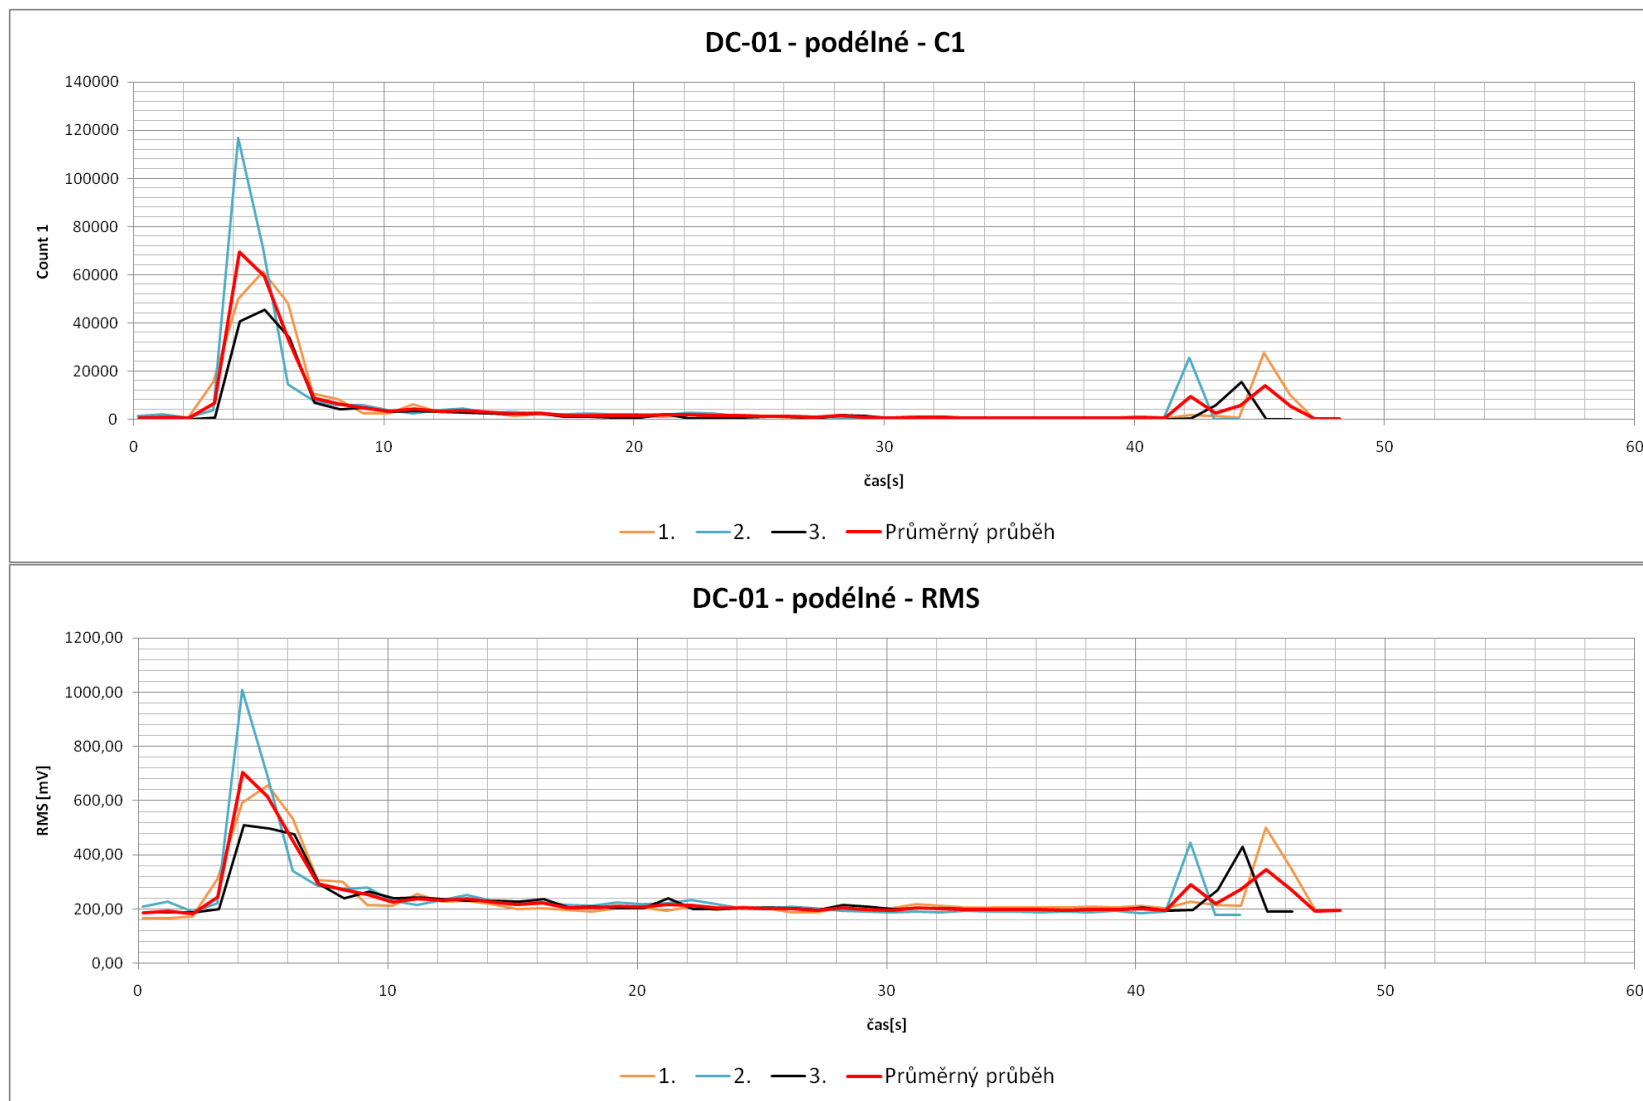 DC-01 - podélné - C1
140000
120000
100000
80000
60000
40000
20000
0
Count 1
0 10 20 30 40 50 60
čas[s]
1. 2. 3. Průměrný průběh
DC-01 - podélné - RMS
1200,00
1000,00
800,00
600,00
400,00
200,00
0,00
RMS [mV]
0 10 20 30 40 50 60
čas[s]
1. 2. 3. Průměrný průběh